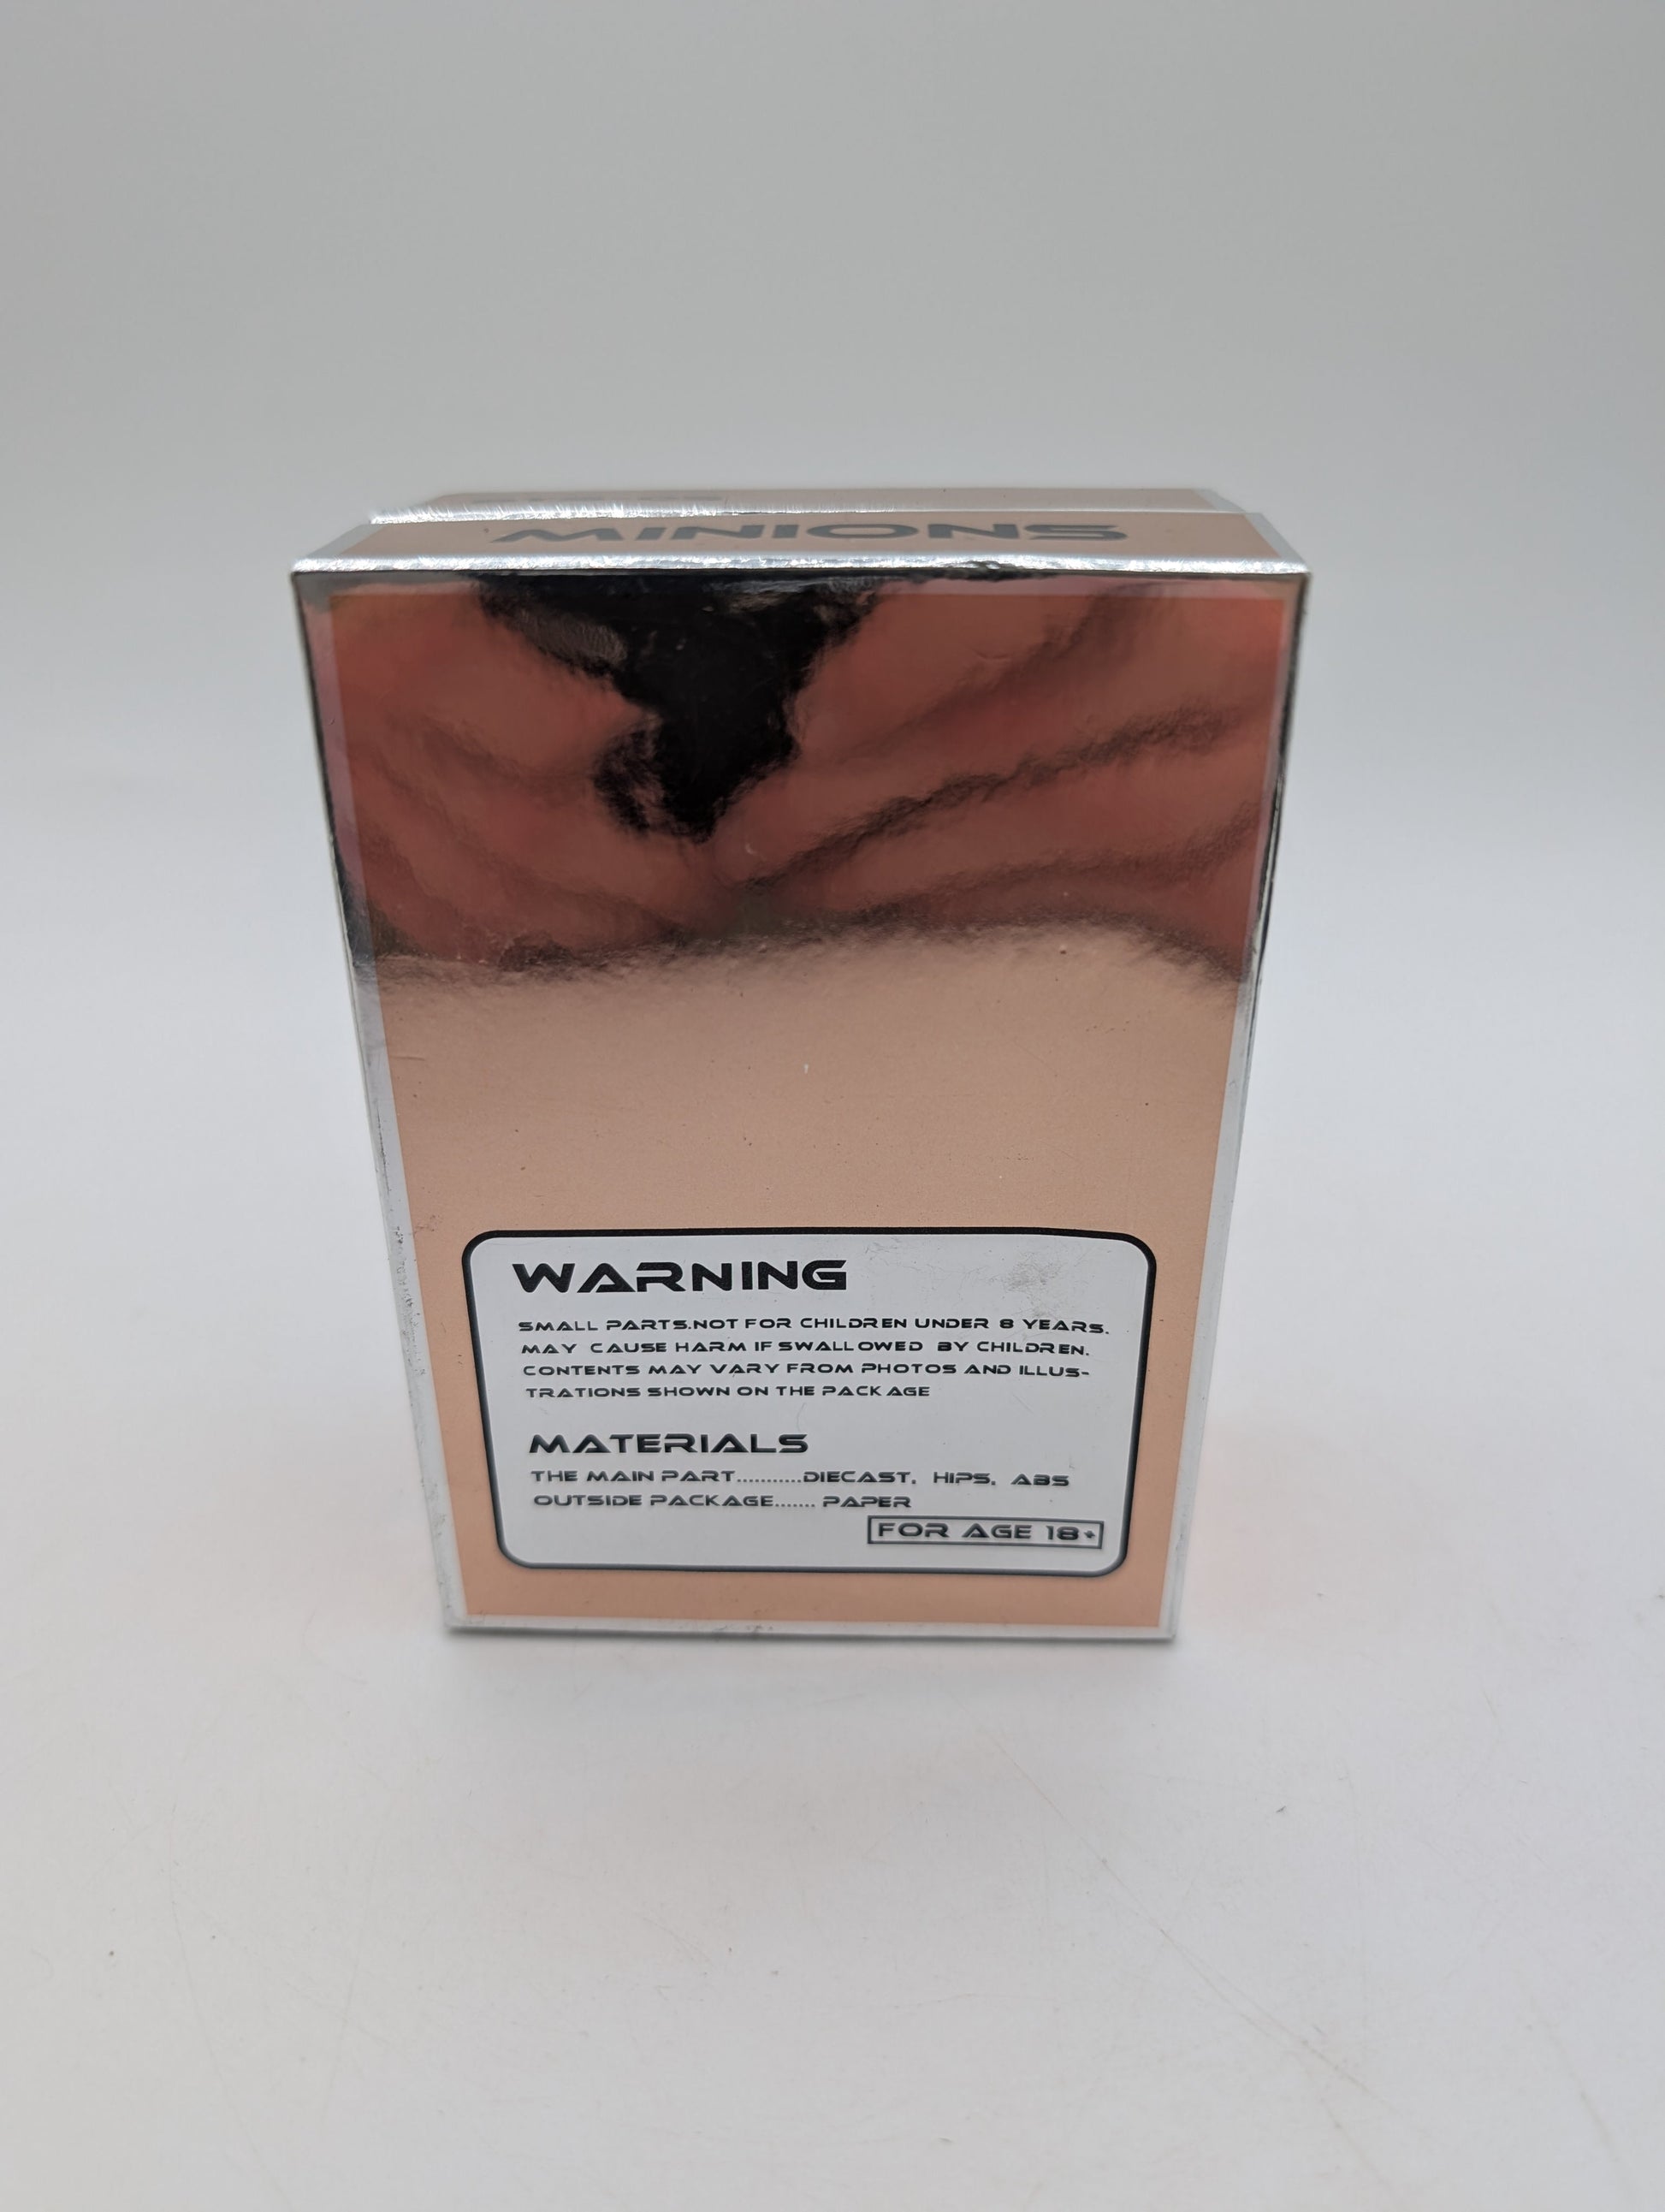 MINIONS
WARNING
SMALL PARTS.NOT FOR CHILDREN UNDER 8 YEARS.
MAY CAUSE HARM IF SWALLOWED BY CHILDREN.
CONTENTS MAY VARY FROM PHOTOS AND ILLUS-
TRATIONS SHOWN ON THE PACKAGE
MATERIALS
THE MAIN PART...........DIECAST, HIPS, ABS
OUTSIDE PACKAGE....... PAPER
FOR AGE 18+